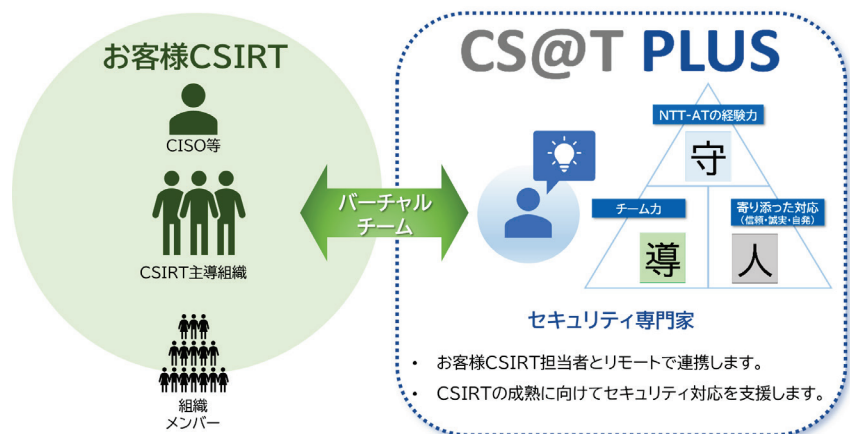 お客様CSIRT
CISO等
CSIRT主導組織
組織
メンバー
バーチャル
チーム
CS@T PLUS
NTT-ATの経験力
守
チーム力
導
寄り添った対応
(信頼・誠実・自発)
人
セキュリティ専門家
• お客様CSIRT担当者とリモートで連携します。
• CSIRTの成熟に向けてセキュリティ対応を支援します。